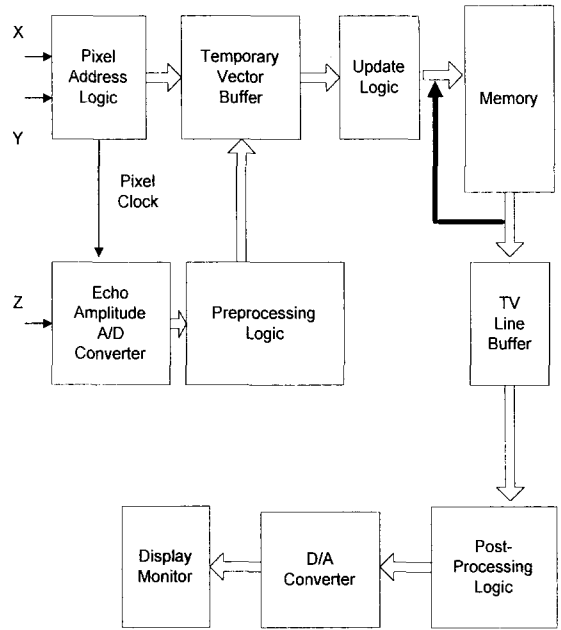 X
Y
Pixel
Address
Logic
Temporary
Vector
Buffer
Update
Logic
Memory
Pixel
Clock
Z
Echo
Amplitude
A/D
Converter
Preprocessing
Logic
TV
Line
Buffer
Display
Monitor
D/A
Converter
Post-
Processing
Logic